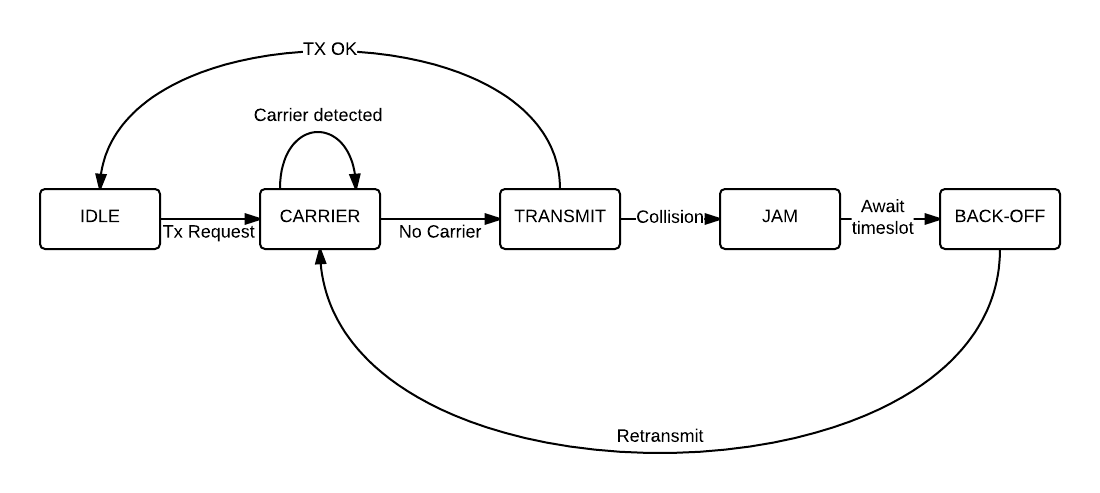 TX OK
Carrier detected
IDLE
Tx Request
CARRIER
No Carrier
TRANSMIT
Collision
JAM
Await
timeslot
BACK-OFF
Retransmit